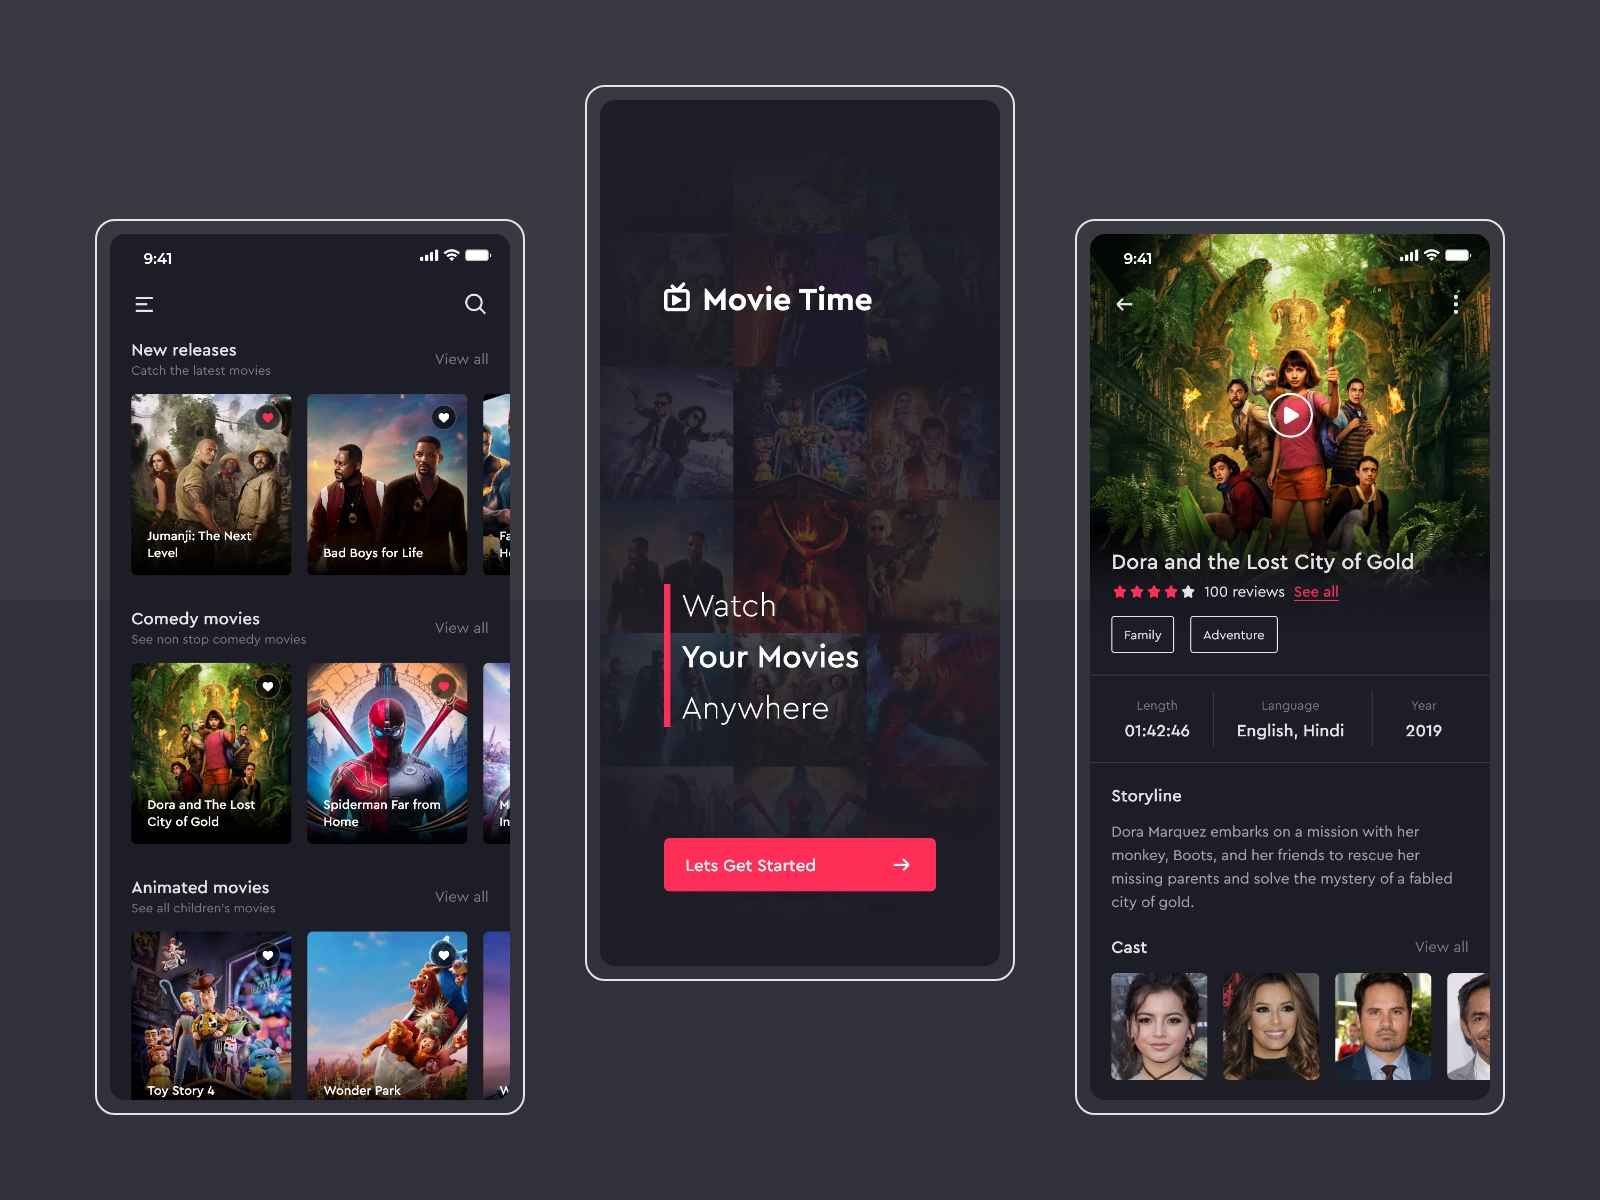 9:41
New releases
Catch the latest movies
View all
Jumanji: The Next
Level
Bad Boys for Life
Fa
Ho
Comedy movies
See non stop comedy movies
View all
Dora and The Lost
City of Gold
Spiderman Far from
Home
M
In
Animated movies
See all children's movies
View all
Toy Story 4
Wonder Park
W
Movie Time
Watch
Your Movies
Anywhere
Lets Get Started
9:41
Dora and the Lost City of Gold
100 reviews See all
Family Adventure
Length Language Year
01:42:46 English, Hindi 2019
Storyline
Dora Marquez embarks on a mission with her
monkey, Boots, and her friends to rescue her
missing parents and solve the mystery of a fabled
city of gold.
Cast
View all